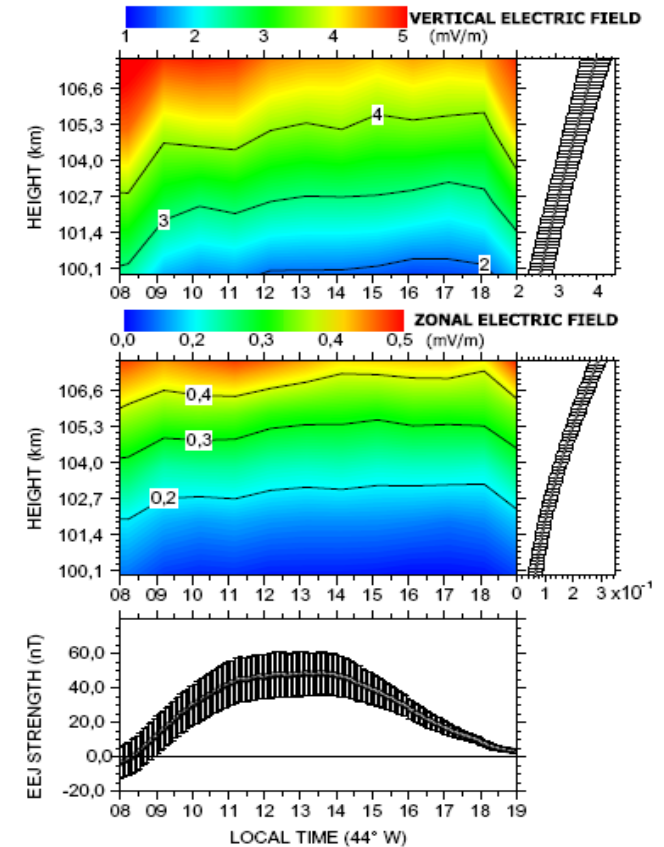 VERTICAL ELECTRIC FIELD
1 2 3 4 5 (mV/m)
HEIGHT (km)
106,6
105,3
104,0
102,7
101,4
100,1
4
3
2
08 09 10 11 12 13 14 15 16 17 18 2 3 4
ZONAL ELECTRIC FIELD
0,0 0,2 0,3 0,4 0,5 (mV/m)
HEIGHT (km)
106,6
105,3
104,0
102,7
101,4
100,1
0,4
0,3
0,2
08 09 10 11 12 13 14 15 16 17 18 0 1 2 3x10⁻¹
EEJ STRENGTH (nT)
60,0
40,0
20,0
0,0
-20,0
08 09 10 11 12 13 14 15 16 17 18 19
LOCAL TIME (44° W)